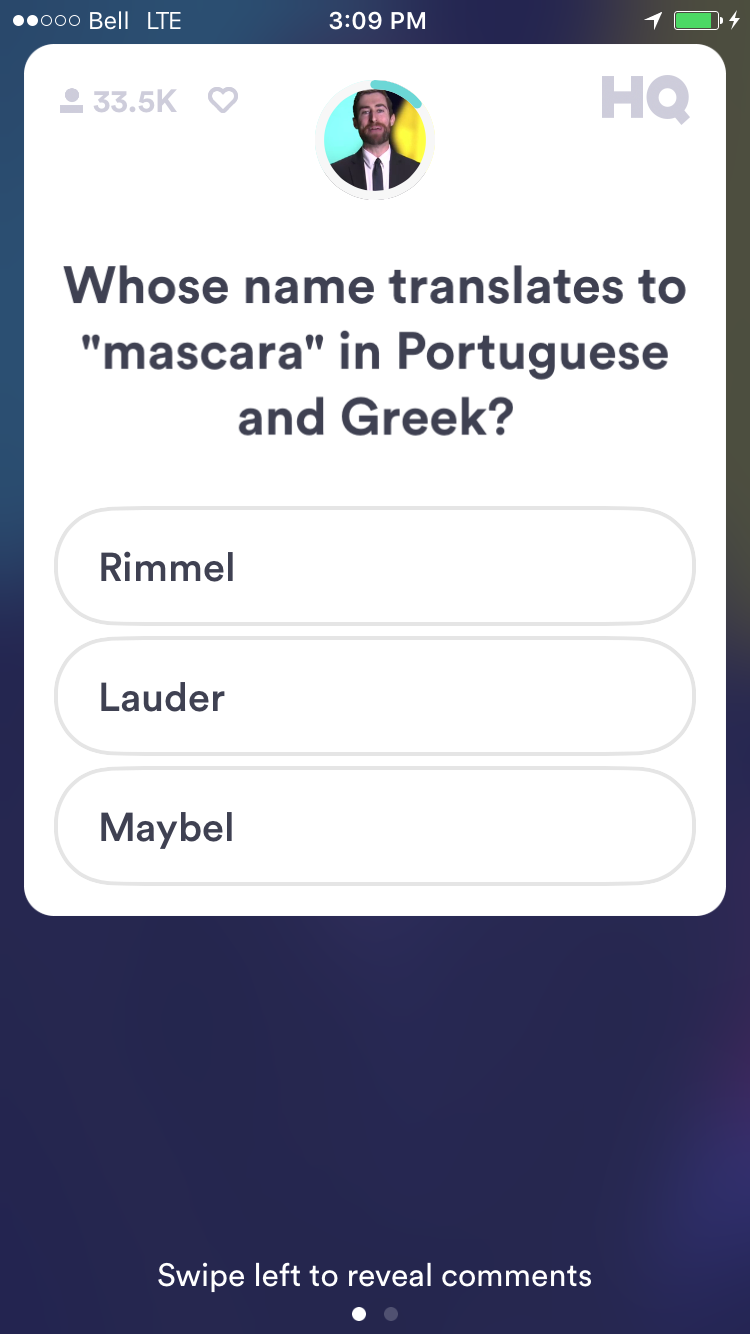 Bell LTE 3:09 PM
33.5K HQ
Whose name translates to
"mascara" in Portuguese
and Greek?
Rimmel
Lauder
Maybel
Swipe left to reveal comments